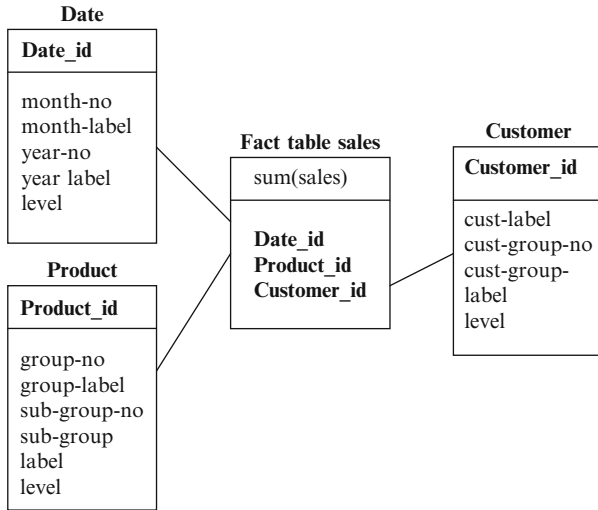 Date
Date_id
month-no
month-label
year-no
year label
level
Product
Product_id
group-no
group-label
sub-group-no
sub-group
label
level
Fact table sales
sum(sales)
Date_id
Product_id
Customer_id
Customer
Customer_id
cust-label
cust-group-no
cust-group-
label
level